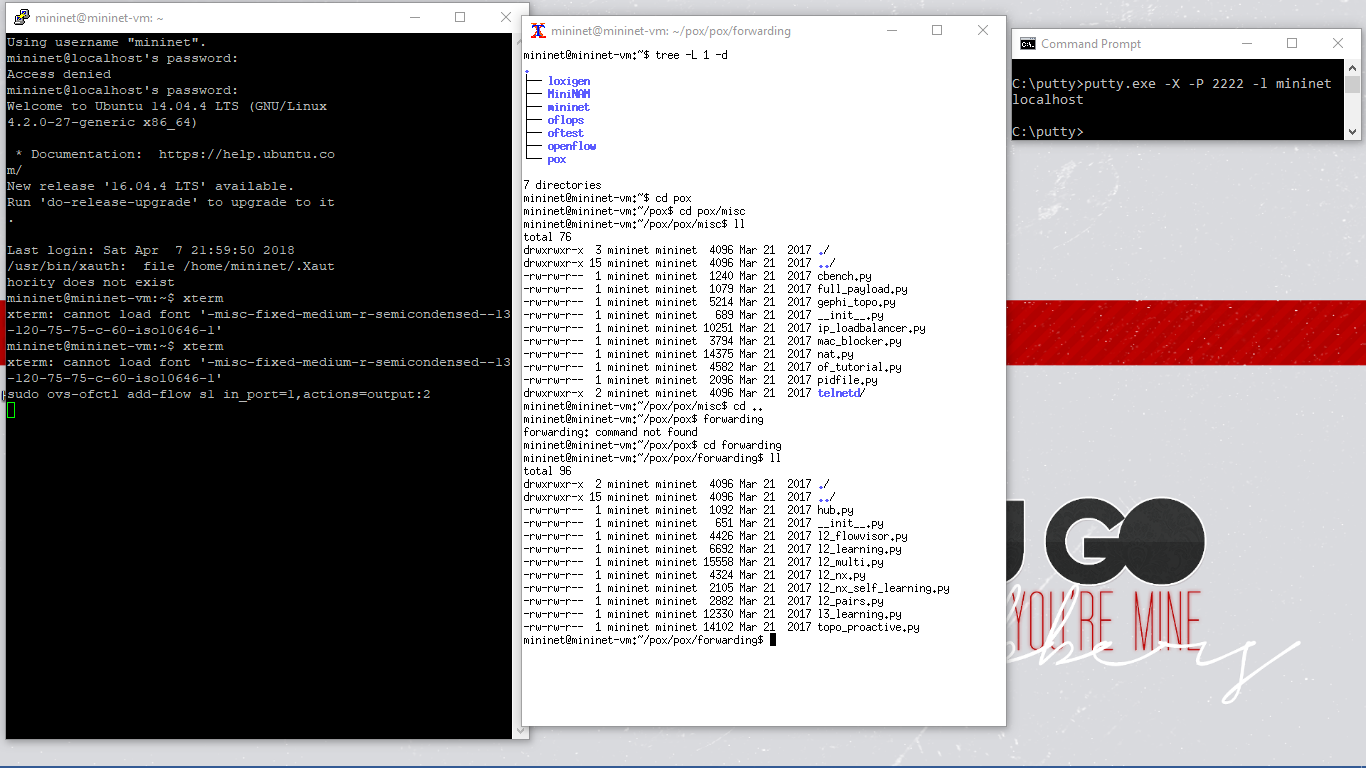 mininet@mininet-vm: ~
Using username "mininet".
mininet@localhost's password:
Access denied
mininet@localhost's password:
Welcome to Ubuntu 14.04.4 LTS (GNU/Linux
4.2.0-27-generic x86_64)
* Documentation:  https://help.ubuntu.co
m/
New release '16.04.4 LTS' available.
Run 'do-release-upgrade' to upgrade to it
.
Last login: Sat Apr  7 21:59:50 2018
/usr/bin/xauth:  file /home/mininet/.Xaut
hority does not exist
mininet@mininet-vm:~$ xterm
xterm: cannot load font '-misc-fixed-medium-r-semicondensed--13
-120-75-75-c-60-iso10646-1'
mininet@mininet-vm:~$ xterm
xterm: cannot load font '-misc-fixed-medium-r-semicondensed--13
-120-75-75-c-60-iso10646-1'
sudo ovs-ofctl add-flow s1 in_port=1,actions=output:2
mininet@mininet-vm: ~/pox/pox/forwarding
mininet@mininet-vm:~$ tree -L 1 -d
.
├── loxigen
├── MiniNAM
├── mininet
├── oflops
├── oftest
├── openflow
└── pox
7 directories
mininet@mininet-vm:~$ cd pox
mininet@mininet-vm:~/pox$ cd pox/misc
mininet@mininet-vm:~/pox/pox/misc$ ll
total 76
drwxrwxr-x  3 mininet mininet  4096 Mar 21  2017 ./
drwxrwxr-x 15 mininet mininet  4096 Mar 21  2017 ../
-rw-rw-r--  1 mininet mininet  1240 Mar 21  2017 cbench.py
-rw-rw-r--  1 mininet mininet  1079 Mar 21  2017 full_payload.py
-rw-rw-r--  1 mininet mininet  5214 Mar 21  2017 gephi_topo.py
-rw-rw-r--  1 mininet mininet   689 Mar 21  2017 __init__.py
-rw-rw-r--  1 mininet mininet 10251 Mar 21  2017 ip_loadbalancer.py
-rw-rw-r--  1 mininet mininet  3794 Mar 21  2017 mac_blocker.py
-rw-rw-r--  1 mininet mininet 14375 Mar 21  2017 nat.py
-rw-rw-r--  1 mininet mininet  4582 Mar 21  2017 of_tutorial.py
-rw-rw-r--  1 mininet mininet  2096 Mar 21  2017 pidfile.py
drwxrwxr-x  2 mininet mininet  4096 Mar 21  2017 telnetd/
mininet@mininet-vm:~/pox/pox/misc$ cd ..
mininet@mininet-vm:~/pox/pox$ forwarding
forwarding: command not found
mininet@mininet-vm:~/pox/pox$ cd forwarding
mininet@mininet-vm:~/pox/pox/forwarding$ ll
total 96
drwxrwxr-x  2 mininet mininet  4096 Mar 21  2017 ./
drwxrwxr-x 15 mininet mininet  4096 Mar 21  2017 ../
-rw-rw-r--  1 mininet mininet  1092 Mar 21  2017 hub.py
-rw-rw-r--  1 mininet mininet   651 Mar 21  2017 __init__.py
-rw-rw-r--  1 mininet mininet  4426 Mar 21  2017 l2_flowvisor.py
-rw-rw-r--  1 mininet mininet  6692 Mar 21  2017 l2_learning.py
-rw-rw-r--  1 mininet mininet 15558 Mar 21  2017 l2_multi.py
-rw-rw-r--  1 mininet mininet  4324 Mar 21  2017 l2_nx.py
-rw-rw-r--  1 mininet mininet  2105 Mar 21  2017 l2_nx_self_learning.py
-rw-rw-r--  1 mininet mininet  2882 Mar 21  2017 l2_pairs.py
-rw-rw-r--  1 mininet mininet 12330 Mar 21  2017 l3_learning.py
-rw-rw-r--  1 mininet mininet 14102 Mar 21  2017 topo_proactive.py
mininet@mininet-vm:~/pox/pox/forwarding$
Command Prompt
C:\putty>putty.exe -X -P 2222 -l mininet
localhost
C:\putty>
GO
YOU'RE MINE